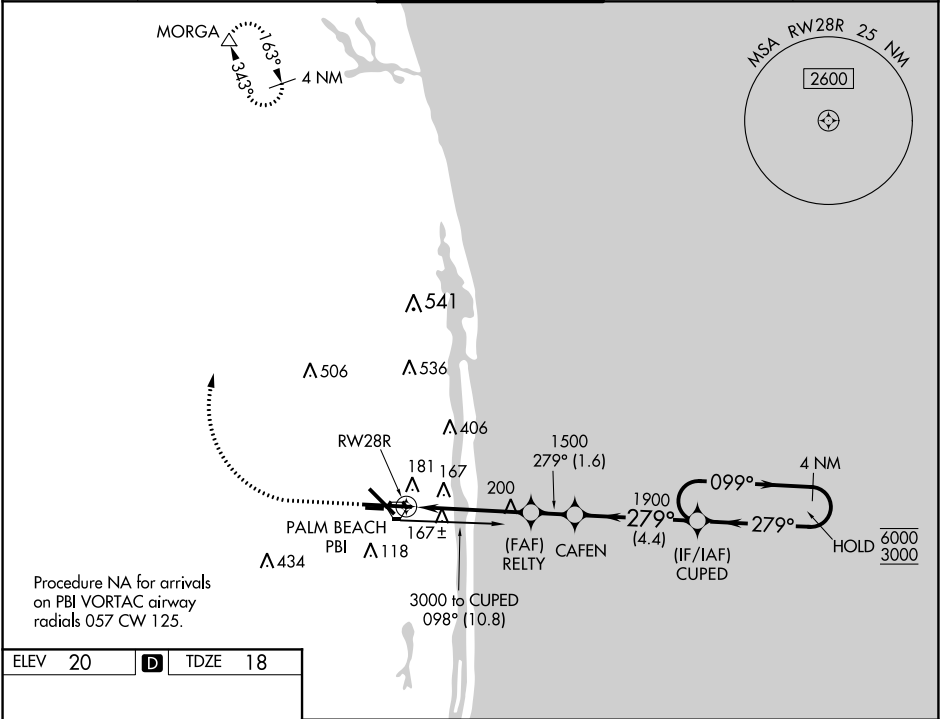 MORGA
163°
343°
4 NM
MSA RW28R 25 NM
2600
541
506
536
406
RW28R
181
167
1500
279° (1.6)
4 NM
099°
200
1900
279°
(4.4)
279°
HOLD
6000
3000
PALM BEACH
PBI
167±
(FAF)
RELTY
CAFEN
(IF/IAF)
CUPED
434
118
3000 to CUPED
098° (10.8)
Procedure NA for arrivals
on PBI VORTAC airway
radials 057 CW 125.
ELEV 20 D TDZE 18